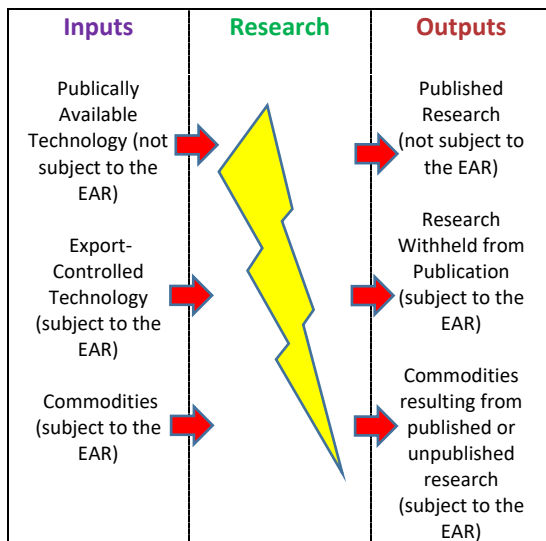 Inputs
Research
Outputs
Publically
Available
Technology (not
subject to the
EAR)
Published
Research
(not subject to
the EAR)
Export-
Controlled
Technology
(subject to the
EAR)
Research
Withheld from
Publication
(subject to the
EAR)
Commodities
(subject to the
EAR)
Commodities
resulting from
published or
unpublished
research
(subject to the
EAR)